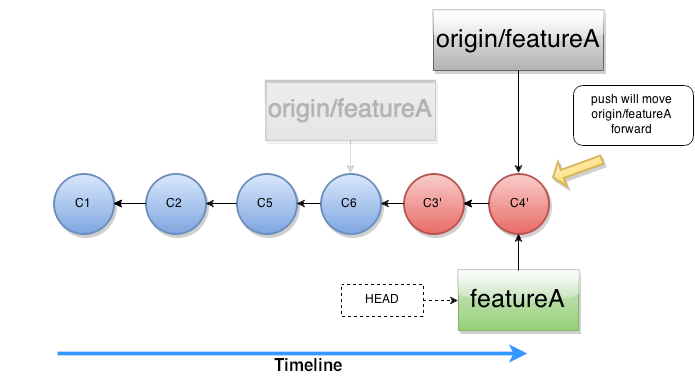 origin/featureA
origin/featureA
push will move
origin/featureA
forward
C1
C2
C5
C6
C3'
C4'
HEAD
featureA
Timeline